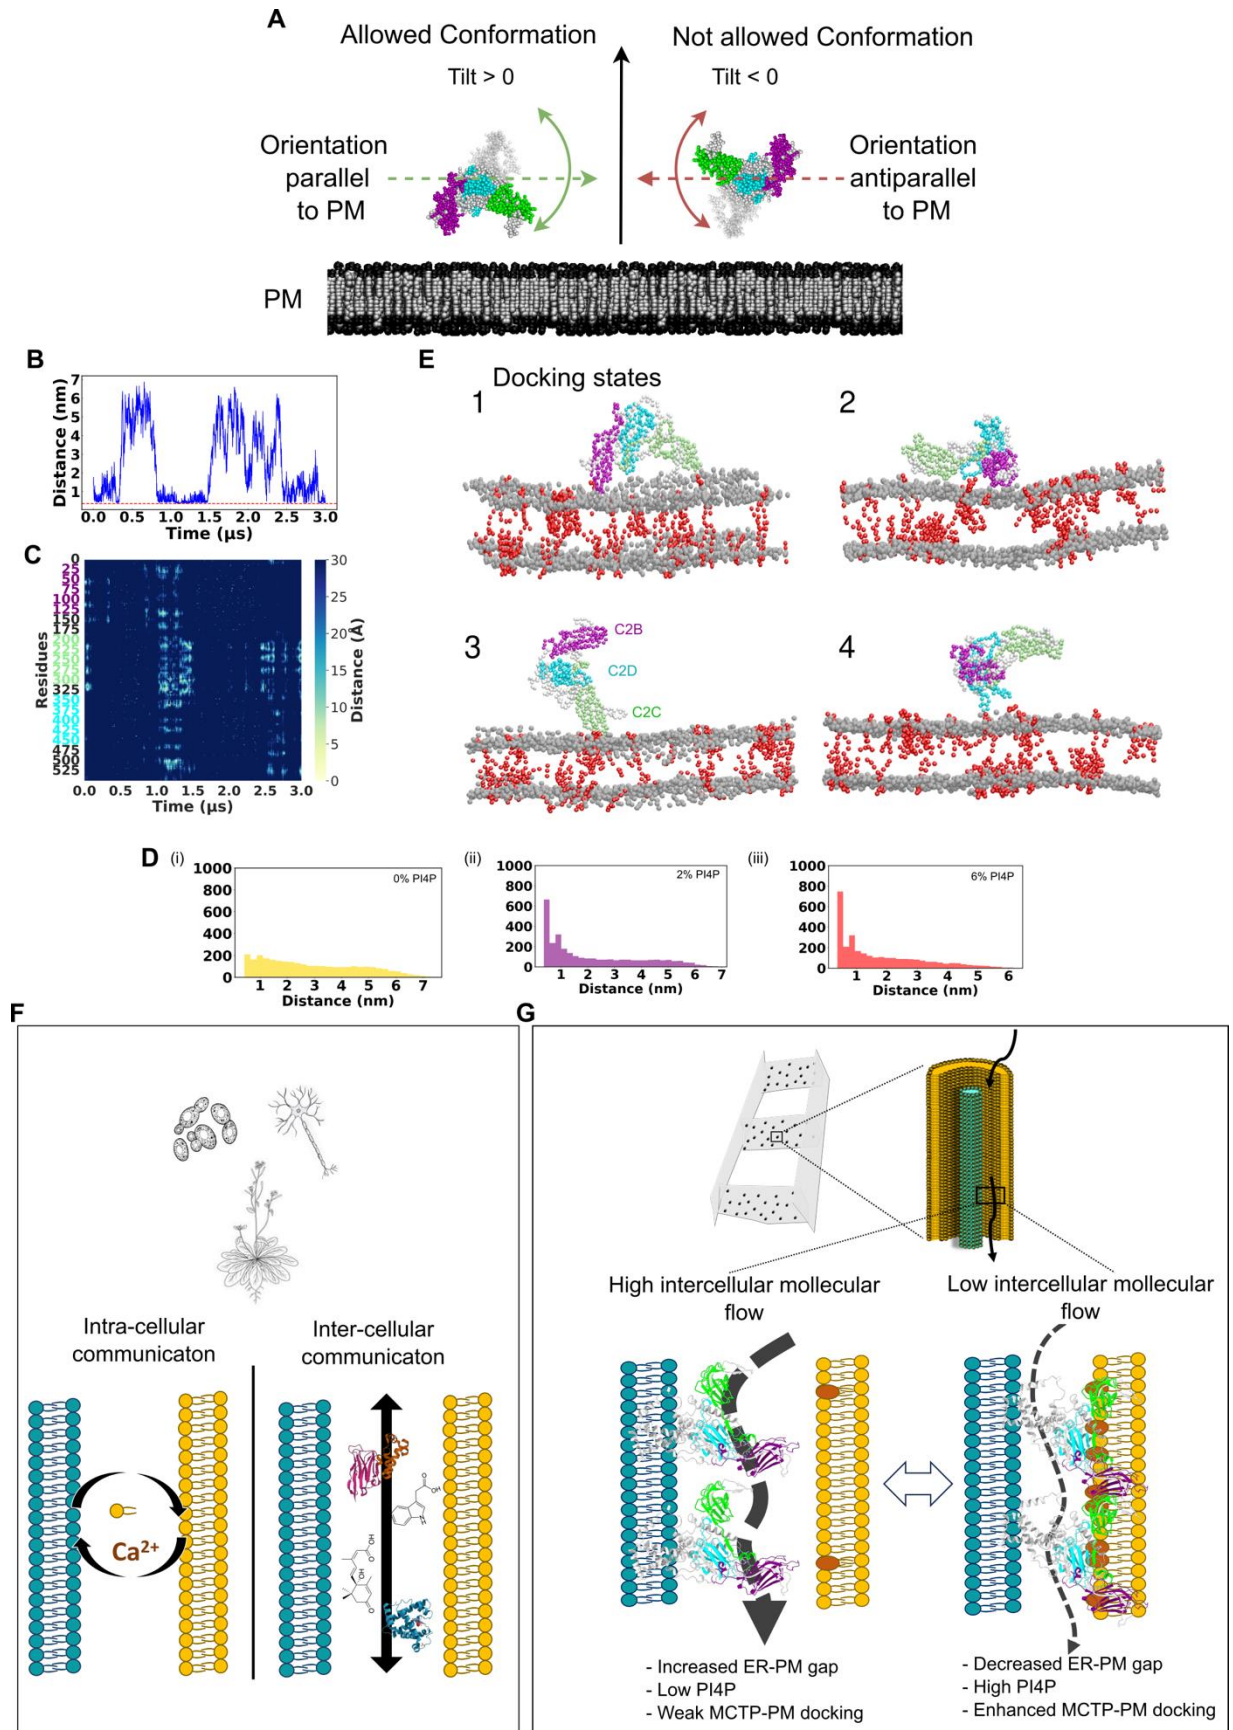 A
Allowed Conformation
Not allowed Conformation
Tilt > 0
Tilt < 0
Orientation
parallel
to PM
Orientation
antiparallel
to PM
PM
B
Distance (nm)
7
6
5
4
3
2
1
0.0 0.5 1.0 1.5 2.0 2.5 3.0
Time (µs)
C
Residues
0
25
50
75
100
125
150
175
200
225
250
275
300
325
350
375
400
425
450
475
500
525
0.0 0.5 1.0 1.5 2.0 2.5 3.0
Time (µs)
30
25
20
15
10
5
0
Distance (Å)
E
Docking states
1
2
3
C2B
C2D
C2C
4
D
(i)
0% PI4P
1000
800
600
400
200
0
1 2 3 4 5 6 7
Distance (nm)
(ii)
2% PI4P
1000
800
600
400
200
0
1 2 3 4 5 6 7
Distance (nm)
(iii)
6% PI4P
1000
800
600
400
200
0
1 2 3 4 5 6
Distance (nm)
F
Intra-cellular
communicaton
Inter-cellular
communicaton
Ca²⁺
O
OH
N
H
O
OH
OH
O
G
High intercellular mollecular
flow
Low intercellular mollecular
flow
- Increased ER-PM gap
- Low PI4P
- Weak MCTP-PM docking
- Decreased ER-PM gap
- High PI4P
- Enhanced MCTP-PM docking